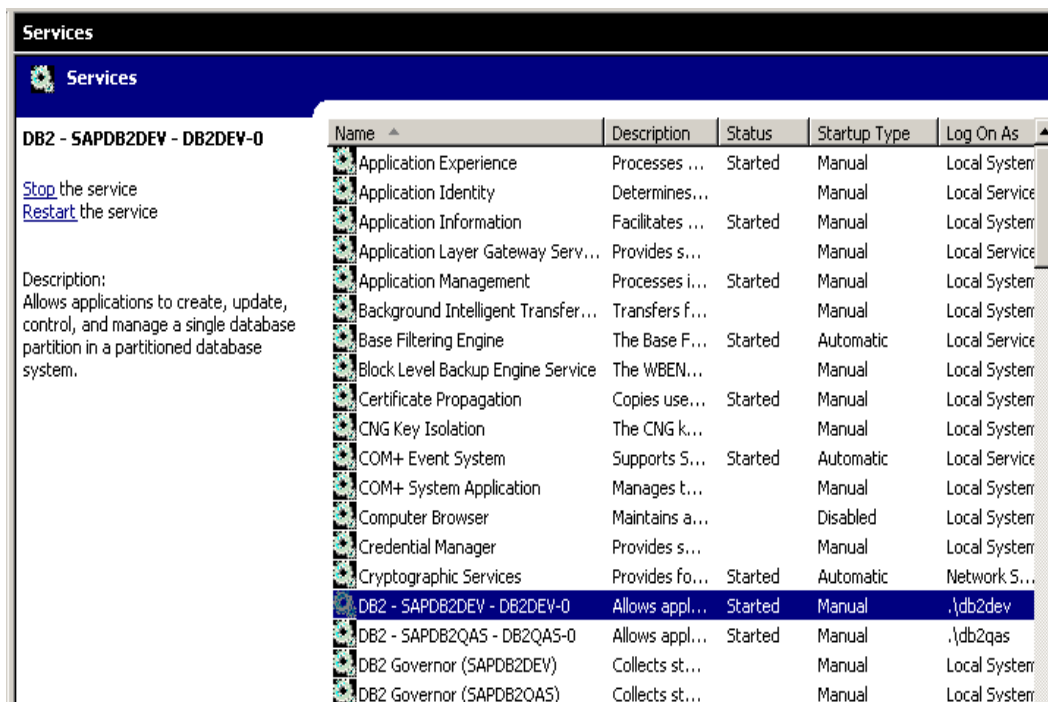 Services
Services
DB2 - SAPDB2DEV - DB2DEV-0
Stop the service
Restart the service
Description:
Allows applications to create, update,
control, and manage a single database
partition in a partitioned database
system.
Name Description Status Startup Type Log On As
Application Experience Processes ... Started Manual Local System
Application Identity Determines... Manual Local Service
Application Information Facilitates ... Started Manual Local System
Application Layer Gateway Serv... Provides s... Manual Local Service
Application Management Processes i... Started Manual Local System
Background Intelligent Transfer... Transfers f... Manual Local System
Base Filtering Engine The Base F... Started Automatic Local Service
Block Level Backup Engine Service The WBEN... Manual Local System
Certificate Propagation Copies use... Started Manual Local System
CNG Key Isolation The CNG k... Manual Local System
COM+ Event System Supports S... Started Automatic Local Service
COM+ System Application Manages t... Manual Local System
Computer Browser Maintains a... Disabled Local System
Credential Manager Provides s... Manual Local System
Cryptographic Services Provides fo... Started Automatic Network S...
DB2 - SAPDB2DEV - DB2DEV-0 Allows appl... Started Manual .\db2dev
DB2 - SAPDB2QAS - DB2QAS-0 Allows appl... Started Manual .\db2qas
DB2 Governor (SAPDB2DEV) Collects st... Manual Local System
DB2 Governor (SAPDB2QAS) Collects st... Manual Local System